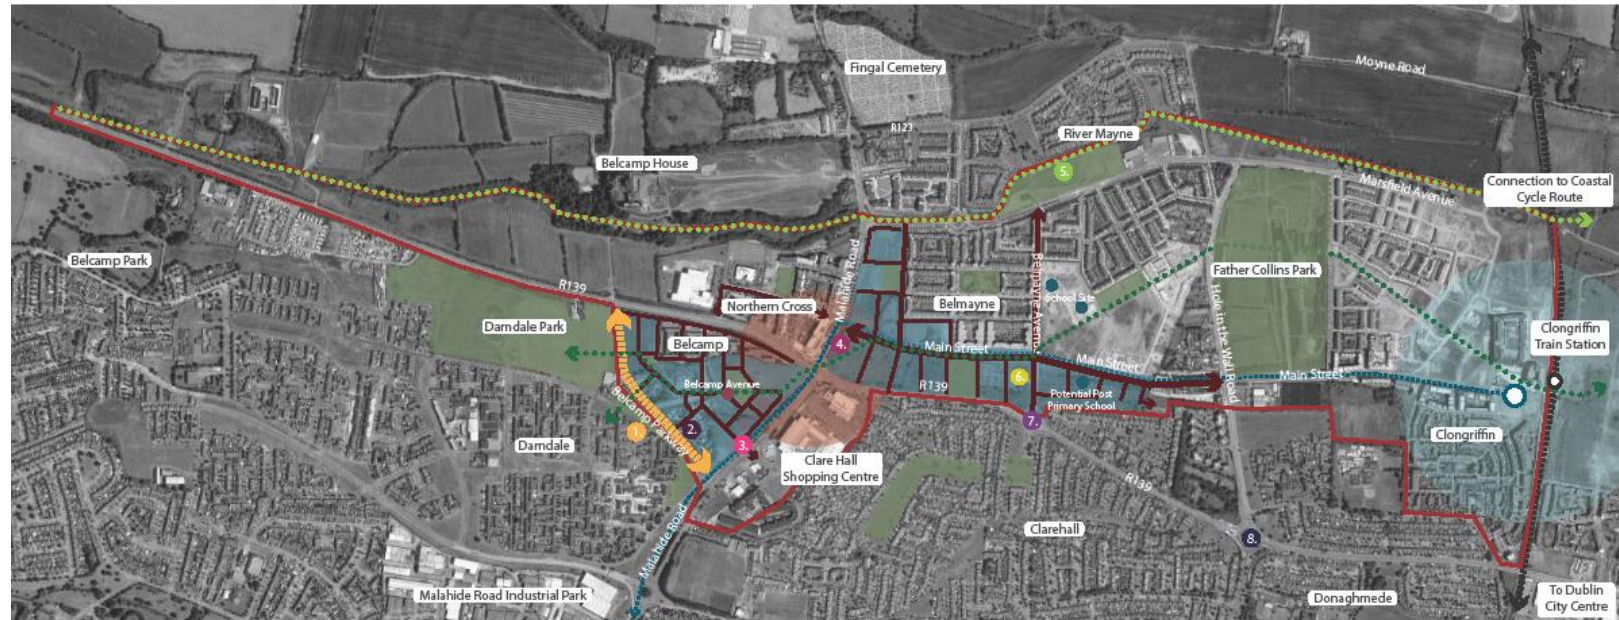 Fingal Cemetery
Moyne Road
R123
River Mayne
Belcamp House
Marsfield Avenue
Connection to Coastal
Cycle Route
Belcamp Park
R139
Malahide Road
Father Collins Park
Northern Cross
Belmayne
Belmayne Avenue
School Site
Hole in the Wall Road
Darndale Park
Belcamp
Clongriffin
Train Station
Main Street
Main Street
Main Street
Belcamp Avenue
R139
Potential Post
Primary School
Belcamp Parkway
1.
2.
3.
4.
5.
6.
7.
8.
Darndale
Clare Hall
Shopping Centre
Clongriffin
R139
Clarehall
Malahide Road
Malahide Road Industrial Park
Donaghmede
To Dublin
City Centre